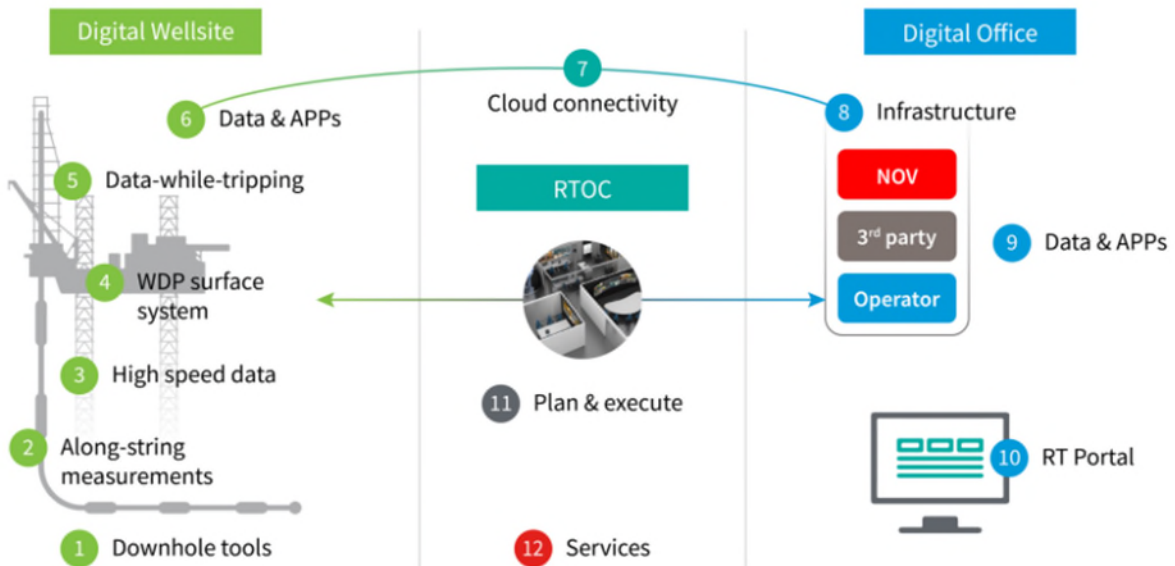 Digital Wellsite
Digital Office
7
Cloud connectivity
6 Data & APPs
8 Infrastructure
5 Data-while-tripping
RTOC
NOV
3rd party
9 Data & APPs
Operator
4 WDP surface
system
3 High speed data
11 Plan & execute
2 Along-string
measurements
10 RT Portal
1 Downhole tools
12 Services